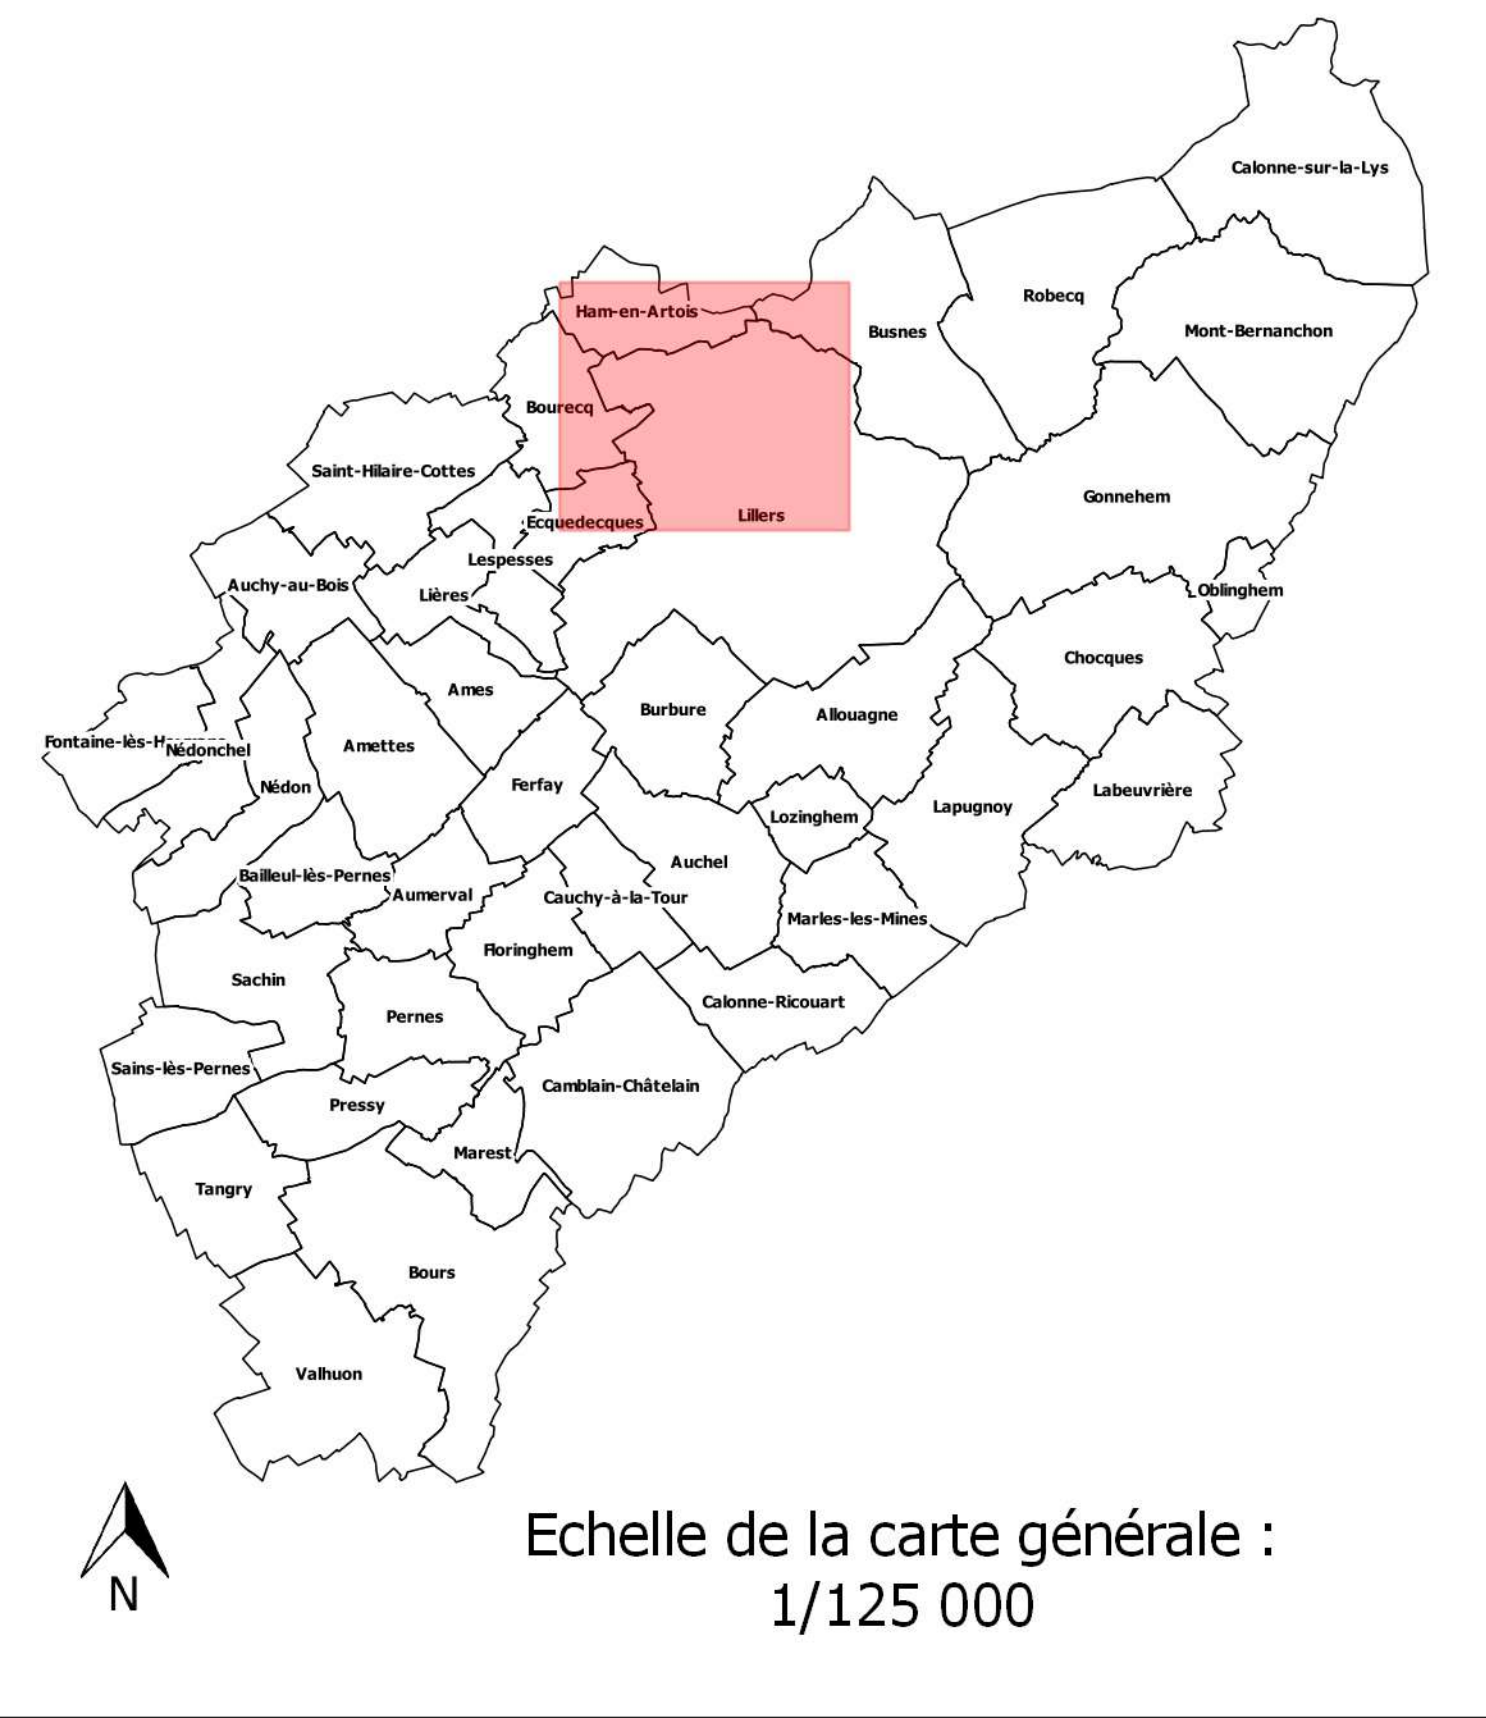 Calonne-sur-la-Lys
Robecq
Ham-en-Artois
Busnes
Mont-Bernanchon
Bourecq
Saint-Hilaire-Cottes
Gonnehem
Ecquedecques
Lillers
Lespesses
Auchy-au-Bois
Lières
Oblinghem
Chocques
Ames
Burbure
Allouagne
Fontaine-lès-H
Nédonchel
Amettes
Nédon
Ferfay
Labeuvrière
Lapugnoy
Lozinghem
Auchel
Bailleul-lès-Pernes
Aumerval
Cauchy-à-la-Tour
Marles-les-Mines
Floringhem
Sachin
Calonne-Ricouart
Pernes
Sains-lès-Pernes
Camblain-Châtelain
Pressy
Marest
Tangry
Bours
Valhuon
Echelle de la carte générale :
1/125 000
N